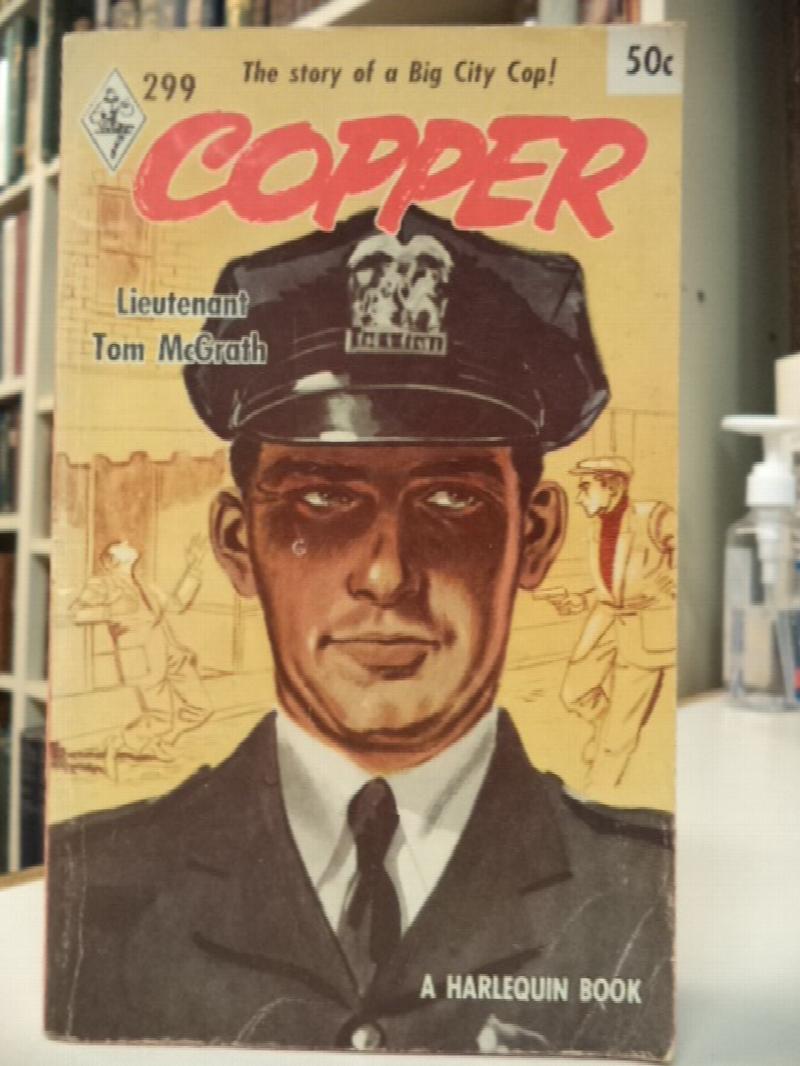 299
The story of a Big City Cop!
50c
COPPER
Lieutenant
Tom McGrath
A HARLEQUIN BOOK